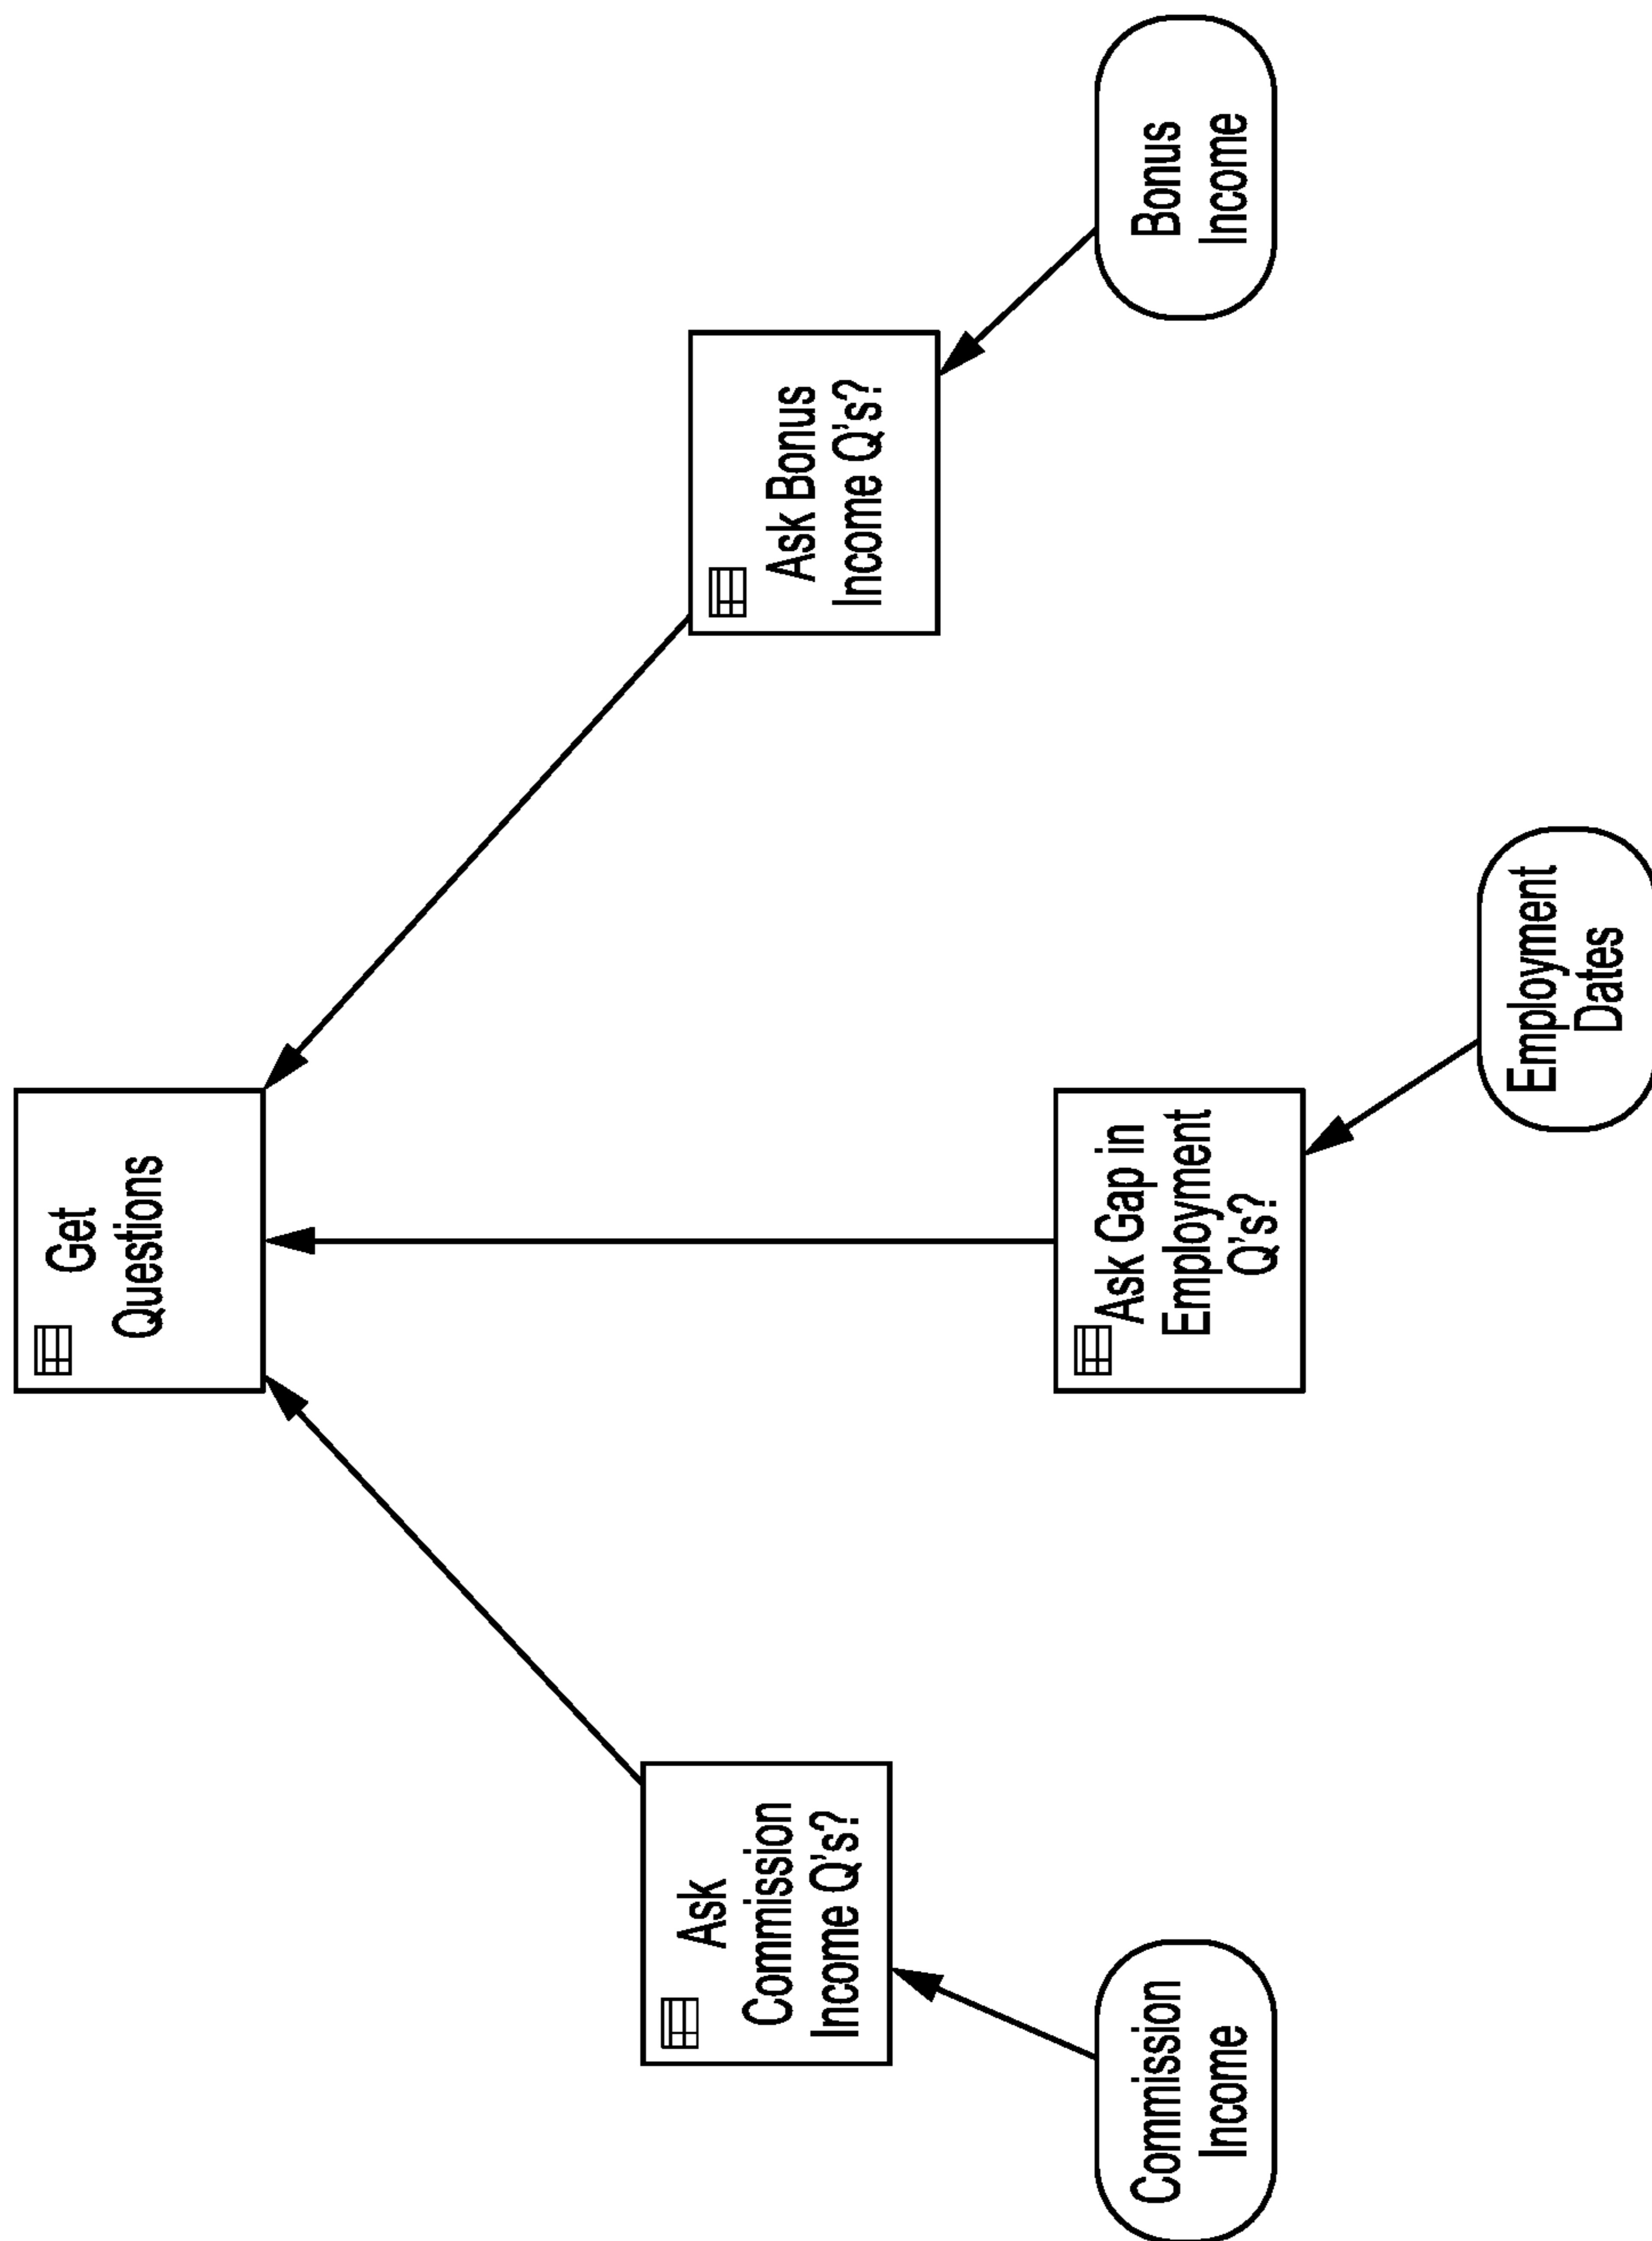 Get
Questions
Ask
Commission
Income Q's?
Ask Gap in
Employment
Q's?
Ask Bonus
Income Q's?
Commission
Income
Employment
Dates
Bonus
Income